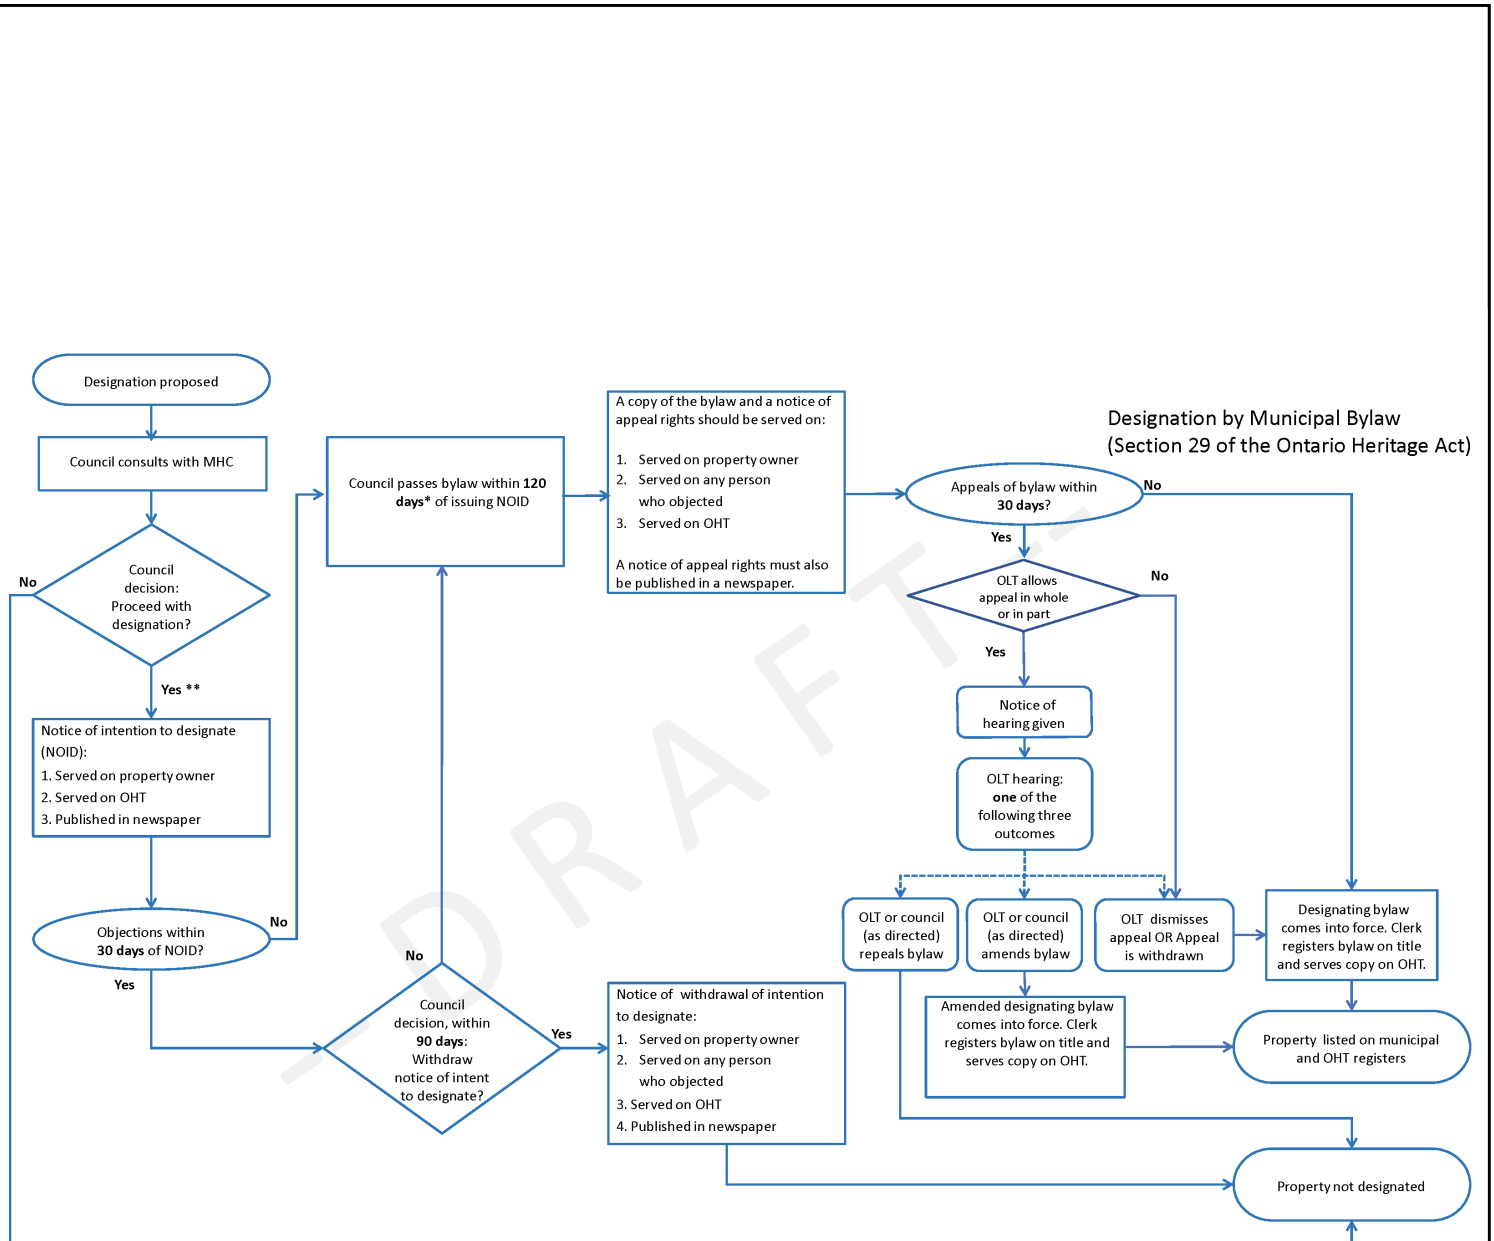 Designation by Municipal Bylaw
(Section 29 of the Ontario Heritage Act)
Designation proposed
Council consults with MHC
Council
decision:
Proceed with
designation?
No
Yes **
Notice of intention to designate
(NOID):
1. Served on property owner
2. Served on OHT
3. Published in newspaper
Objections within
30 days of NOID?
No
Yes
Council passes bylaw within 120
days* of issuing NOID
No
Council
decision, within
90 days:
Withdraw
notice of intent
to designate?
Yes
A copy of the bylaw and a notice of
appeal rights should be served on:
1. Served on property owner
2. Served on any person
who objected
3. Served on OHT
A notice of appeal rights must also
be published in a newspaper.
Notice of withdrawal of intention
to designate:
1. Served on property owner
2. Served on any person
who objected
3. Served on OHT
4. Published in newspaper
Appeals of bylaw within
30 days?
No
Yes
OLT allows
appeal in whole
or in part
No
Yes
Notice of
hearing given
OLT hearing:
one of the
following three
outcomes
OLT or council
(as directed)
repeals bylaw
OLT or council
(as directed)
amends bylaw
OLT dismisses
appeal OR Appeal
is withdrawn
Designating bylaw
comes into force. Clerk
registers bylaw on title
and serves copy on OHT.
Amended designating bylaw
comes into force. Clerk
registers bylaw on title and
serves copy on OHT.
Property listed on municipal
and OHT registers
Property not designated
— D R A F T --